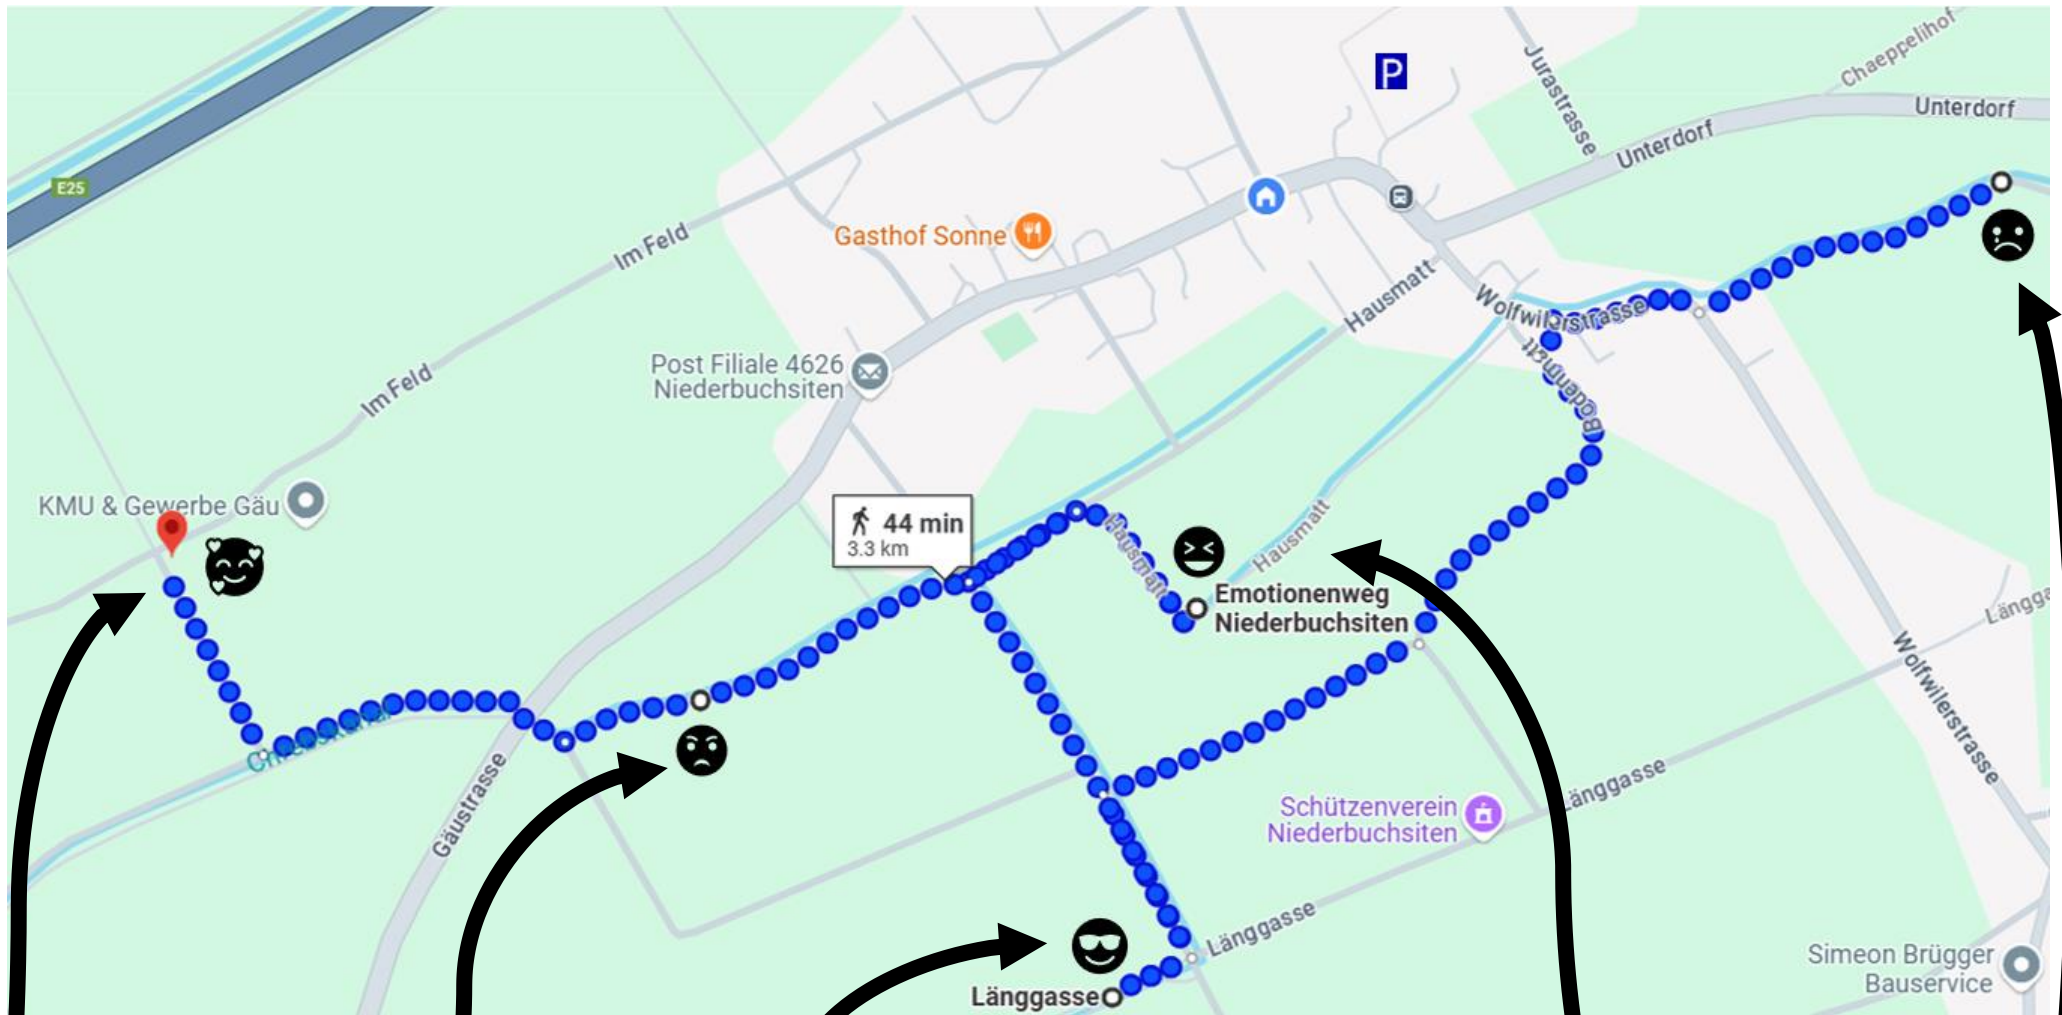 P
Jurastrasse
Chaeppelihof
Unterdorf
Unterdorf
E25
Im Feld
Gasthof Sonne
Hausmatt
Wolfwilerstrasse
Post Filiale 4626
Niederbuchsiten
Im Feld
Bodenmatt
KMU & Gewerbe Gäu
44 min
3.3 km
Hausmatt
Hausmatt
Emotionenweg
Niederbuchsiten
Wolfwilerstrasse
Gäustrasse
Schützenverein
Niederbuchsiten
Länggasse
Länggasse
Länggasse
Simeon Brügger
Bauservice